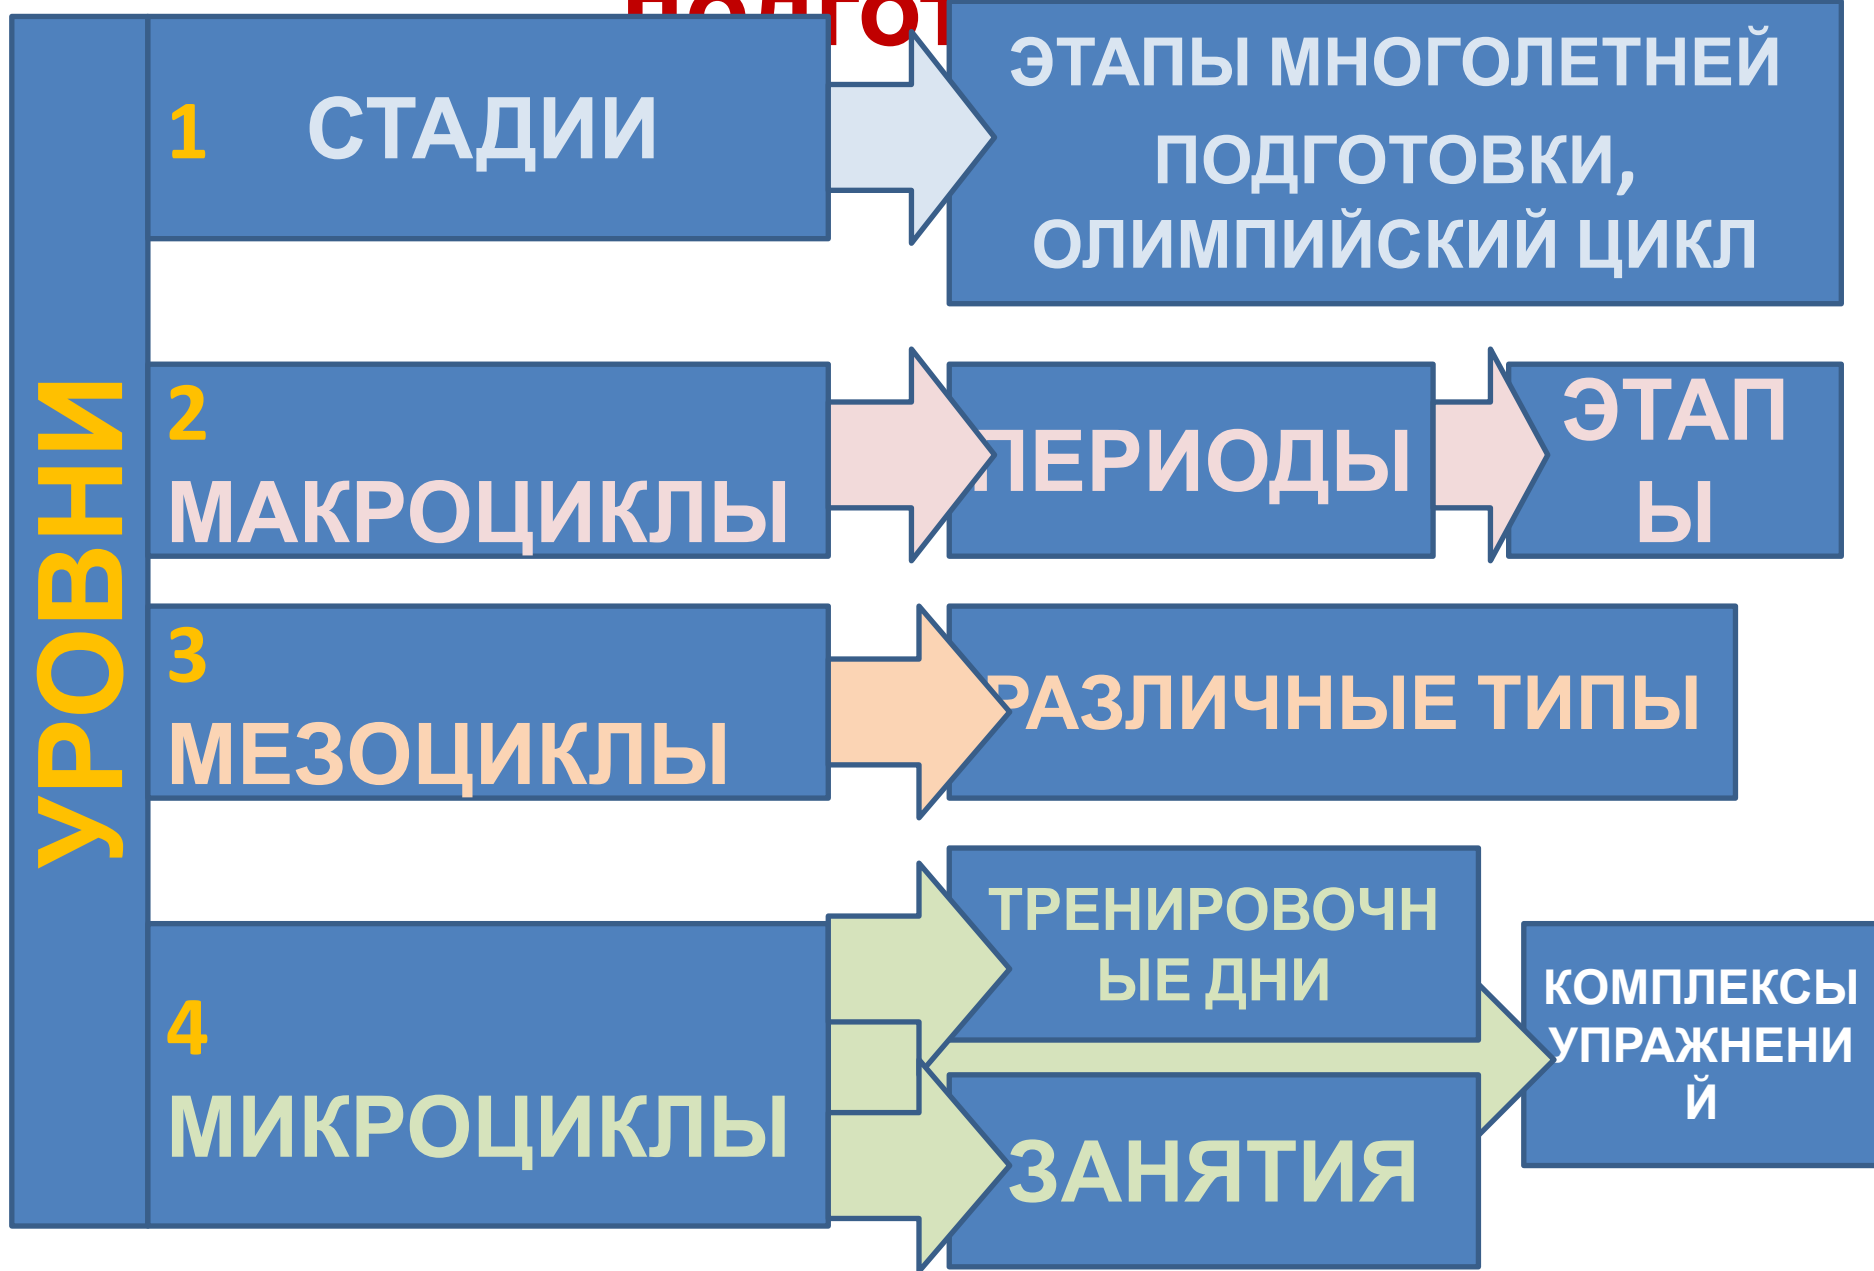 УРОВНИ
1 СТАДИИ
ЭТАПЫ МНОГОЛЕТНЕЙ
ПОДГОТОВКИ,
ОЛИМПИЙСКИЙ ЦИКЛ
2
МАКРОЦИКЛЫ
ПЕРИОДЫ
ЭТАП
Ы
3
МЕЗОЦИКЛЫ
РАЗЛИЧНЫЕ ТИПЫ
4
МИКРОЦИКЛЫ
ТРЕНИРОВОЧН
ЫЕ ДНИ
ЗАНЯТИЯ
КОМПЛЕКСЫ
УПРАЖНЕНИ
Й